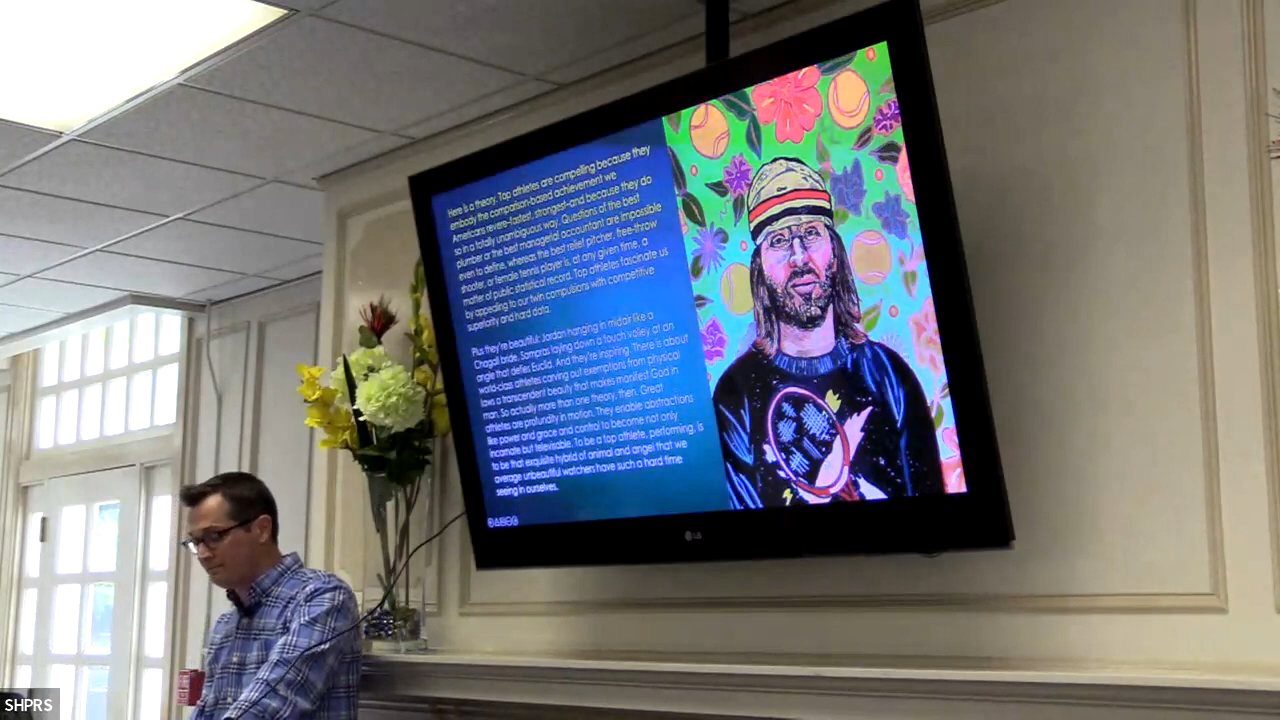 Here is a theory. Top athletes are compelling because they
embody the comparison-based achievement we
Americans revere-fastest, strongest-and because they do
so in a totally unambiguous way. Questions of the best
plumber or the best managerial accountant are impossible
even to define, whereas the best relief pitcher, free-throw
shooter, or female tennis player is, at any given time, a
matter of public statistical record. Top athletes fascinate us
by appealing to our twin compulsions with competitive
superiority and hard data.
Plus they're beautiful: Jordan hanging in midair like a
Chagall bride, Sampras laying down a touch volley at an
angle that defies Euclid. And they're inspiring. There is about
world-class athletes carving out exemptions from physical
laws a transcendent beauty that makes manifest God in
man. So actually more than one theory, then. Great
athletes are profundity in motion. They enable abstractions
like power and grace and control to become not only
incarnate but televisable. To be a top athlete, performing, is
to be that exquisite hybrid of animal and angel that we
average unbeautiful watchers have such a hard time
seeing in ourselves.
LG
SHPRS